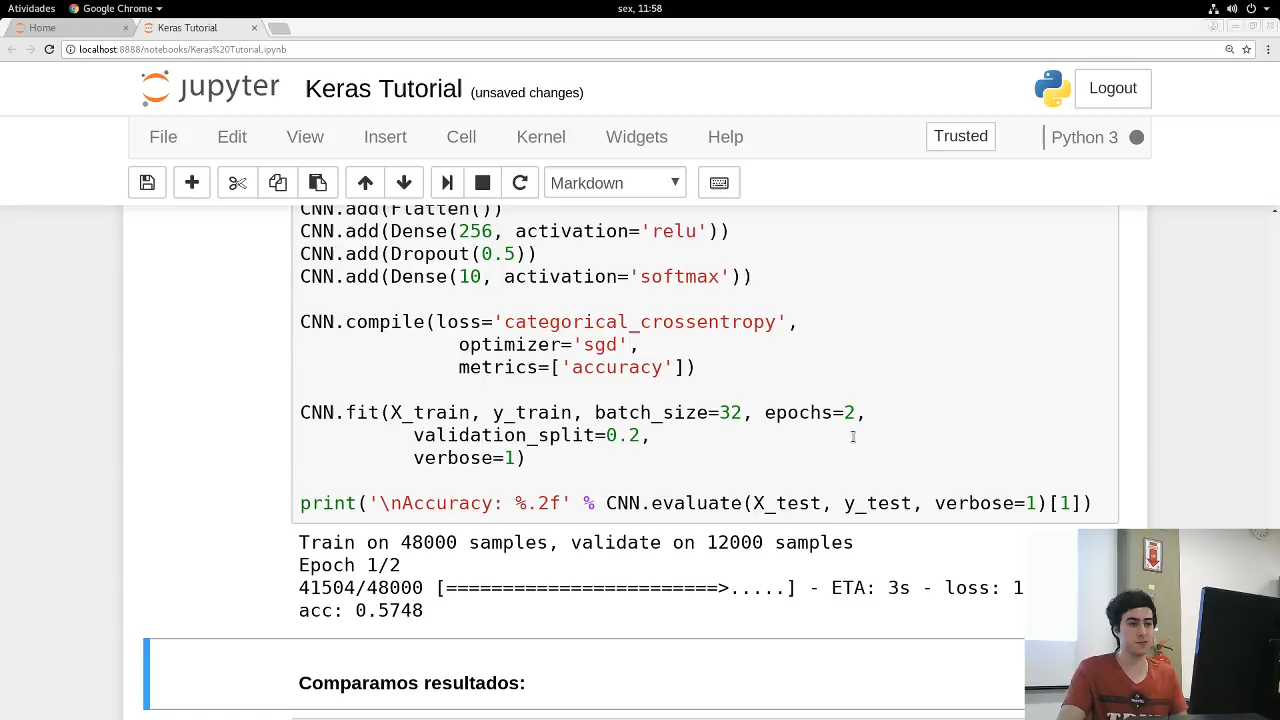 Atividades Google Chrome sex, 11:58
Home Keras Tutorial
localhost:8888/notebooks/Keras%20Tutorial.ipynb
jupyter Keras Tutorial (unsaved changes) Logout
File Edit View Insert Cell Kernel Widgets Help Trusted Python 3
Markdown
CNN.add(Flatten())
CNN.add(Dense(256, activation='relu'))
CNN.add(Dropout(0.5))
CNN.add(Dense(10, activation='softmax'))
CNN.compile(loss='categorical_crossentropy',
optimizer='sgd',
metrics=['accuracy'])
CNN.fit(X_train, y_train, batch_size=32, epochs=2,
validation_split=0.2,
verbose=1)
print('\nAccuracy: %.2f' % CNN.evaluate(X_test, y_test, verbose=1)[1])
Train on 48000 samples, validate on 12000 samples
Epoch 1/2
41504/48000 [========================>.....] - ETA: 3s - loss: 1
acc: 0.5748
Comparamos resultados: